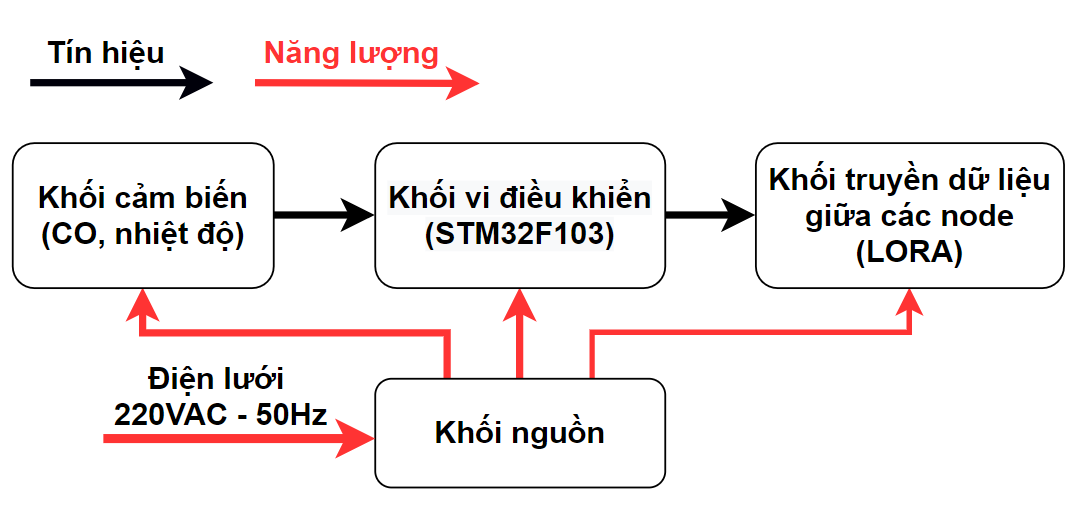 Tín hiệu
Năng lượng
Khối cảm biến
(CO, nhiệt độ)
Khối vi điều khiển
(STM32F103)
Khối truyền dữ liệu
giữa các node
(LORA)
Điện lưới
220VAC - 50Hz
Khối nguồn